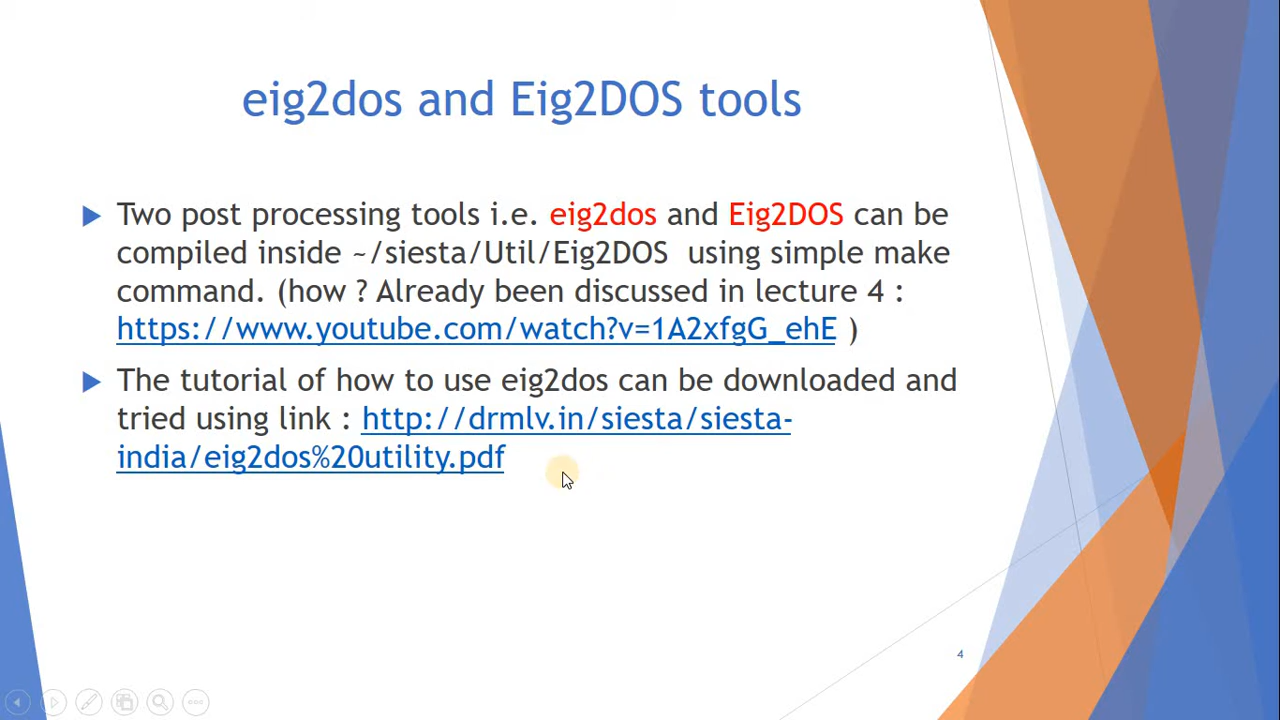 eig2dos and Eig2DOS tools
Two post processing tools i.e. eig2dos and Eig2DOS can be
compiled inside ~/siesta/Util/Eig2DOS using simple make
command. (how ? Already been discussed in lecture 4 :
https://www.youtube.com/watch?v=1A2xfgG_ehE )
The tutorial of how to use eig2dos can be downloaded and
tried using link : http://drmlv.in/siesta/siesta-
india/eig2dos%20utility.pdf
4